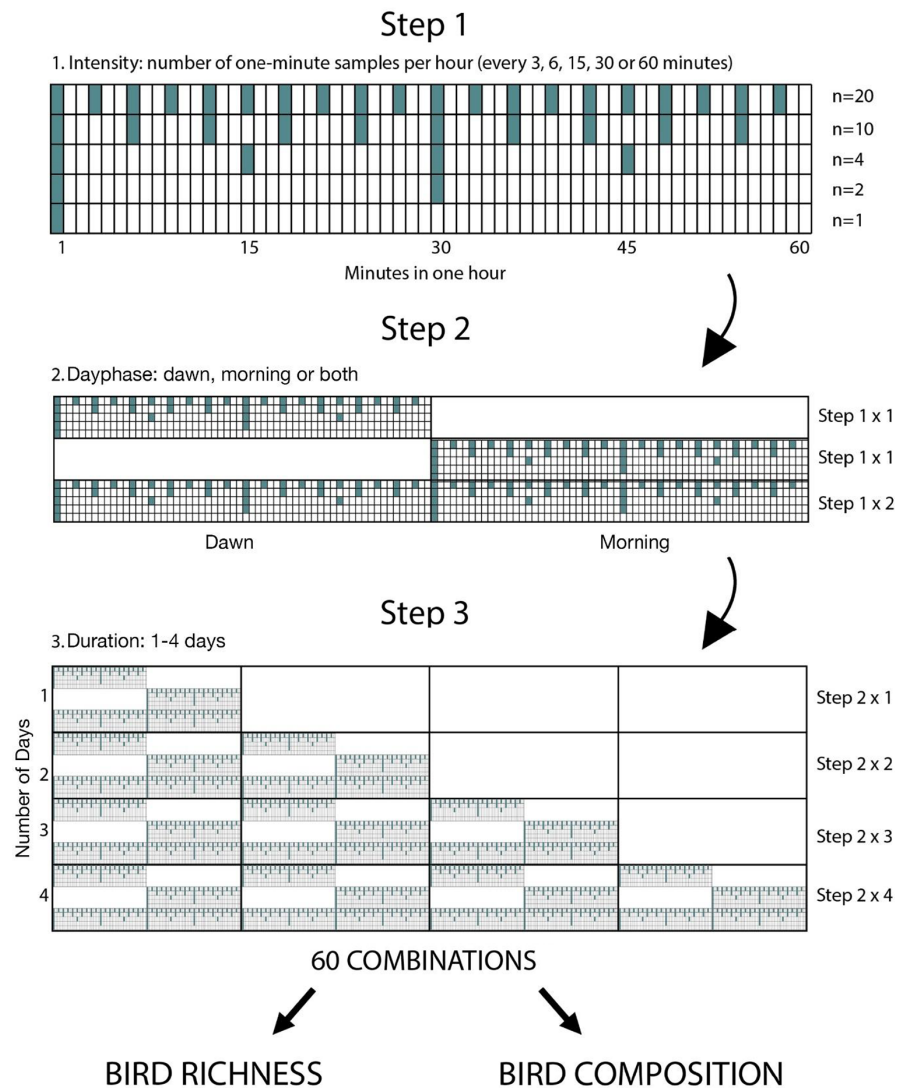 Step 1
1. Intensity: number of one-minute samples per hour (every 3, 6, 15, 30 or 60 minutes)
n=20
n=10
n=4
n=2
n=1
1 15 30 45 60
Minutes in one hour
Step 2
2.Dayphase: dawn, morning or both
Step 1 x 1
Step 1 x 1
Step 1 x 2
Dawn Morning
Step 3
3.Duration: 1-4 days
Number of Days
1 Step 2 x 1
2 Step 2 x 2
3 Step 2 x 3
4 Step 2 x 4
60 COMBINATIONS
BIRD RICHNESS BIRD COMPOSITION